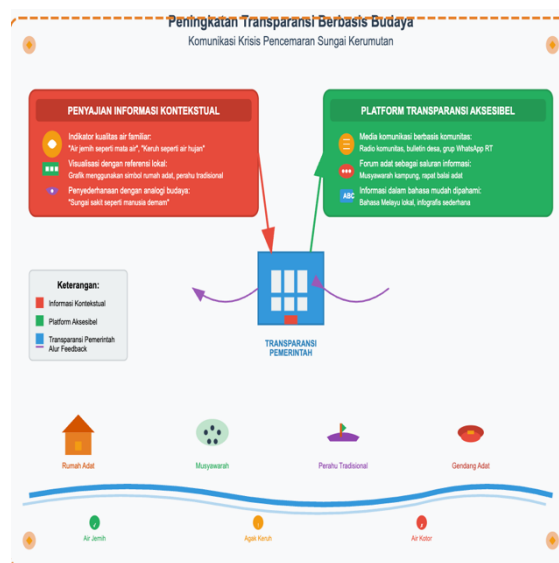 Peningkatan Transparansi Berbasis Budaya
Komunikasi Krisis Pencemaran Sungai Kerumutan
PENYAJIAN INFORMASI KONTEKSTUAL
Indikator kualitas air familiar:
"Air jernih seperti mata air", "Keruh seperti air hujan"
Visualisasi dengan referensi lokal:
Grafik menggunakan simbol rumah adat, perahu tradisional
Penyederhanaan dengan analogi budaya:
"Sungai sakit seperti manusia demam"
PLATFORM TRANSPARANSI AKSESIBEL
Media komunikasi berbasis komunitas:
Radio komunitas, bulletin desa, grup WhatsApp RT
Forum adat sebagai saluran informasi:
Musyawarah kampung, rapat balai adat
ABC
Informasi dalam bahasa mudah dipahami:
Bahasa Melayu lokal, infografis sederhana
Keterangan:
Informasi Kontekstual
Platform Aksesibel
Transparansi Pemerintah
Alur Feedback
TRANSPARANSI
PEMERINTAH
Rumah Adat
Musyawarah
Perahu Tradisional
Gendang Adat
Air Jernih
Agak Keruh
Air Kotor